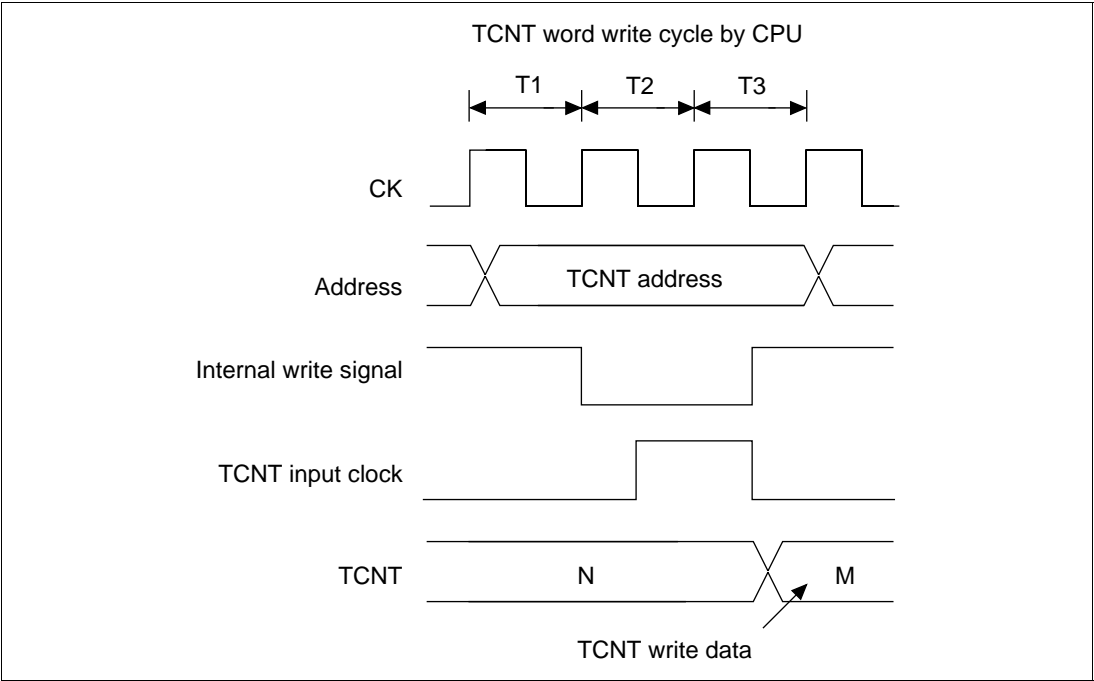 TCNT word write cycle by CPU
T1 T2 T3
CK
Address TCNT address
Internal write signal
TCNT input clock
TCNT N M
TCNT write data